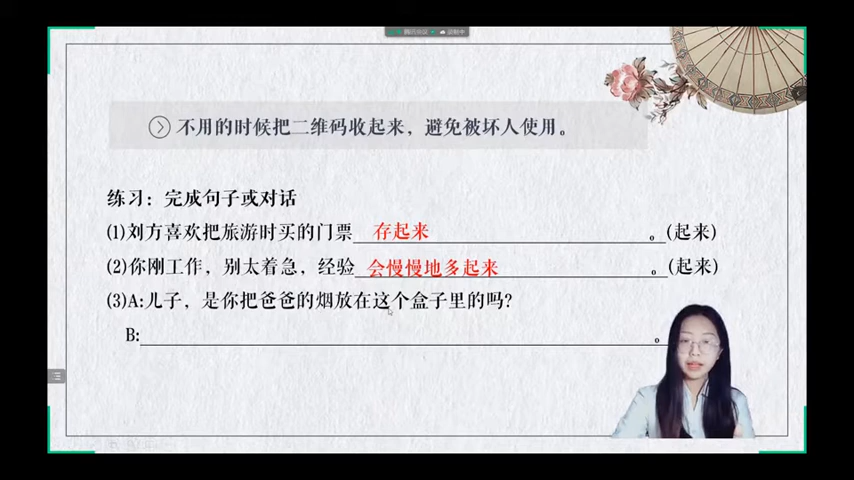 不用的时候把二维码收起来，避免被坏人使用。
练习：完成句子或对话
(1)刘方喜欢把旅游时买的门票存起来。(起来)
(2)你刚工作，别太着急，经验会慢慢地多起来。(起来)
(3)A:儿子，是你把爸爸的烟放在这个盒子里的吗?
B:。